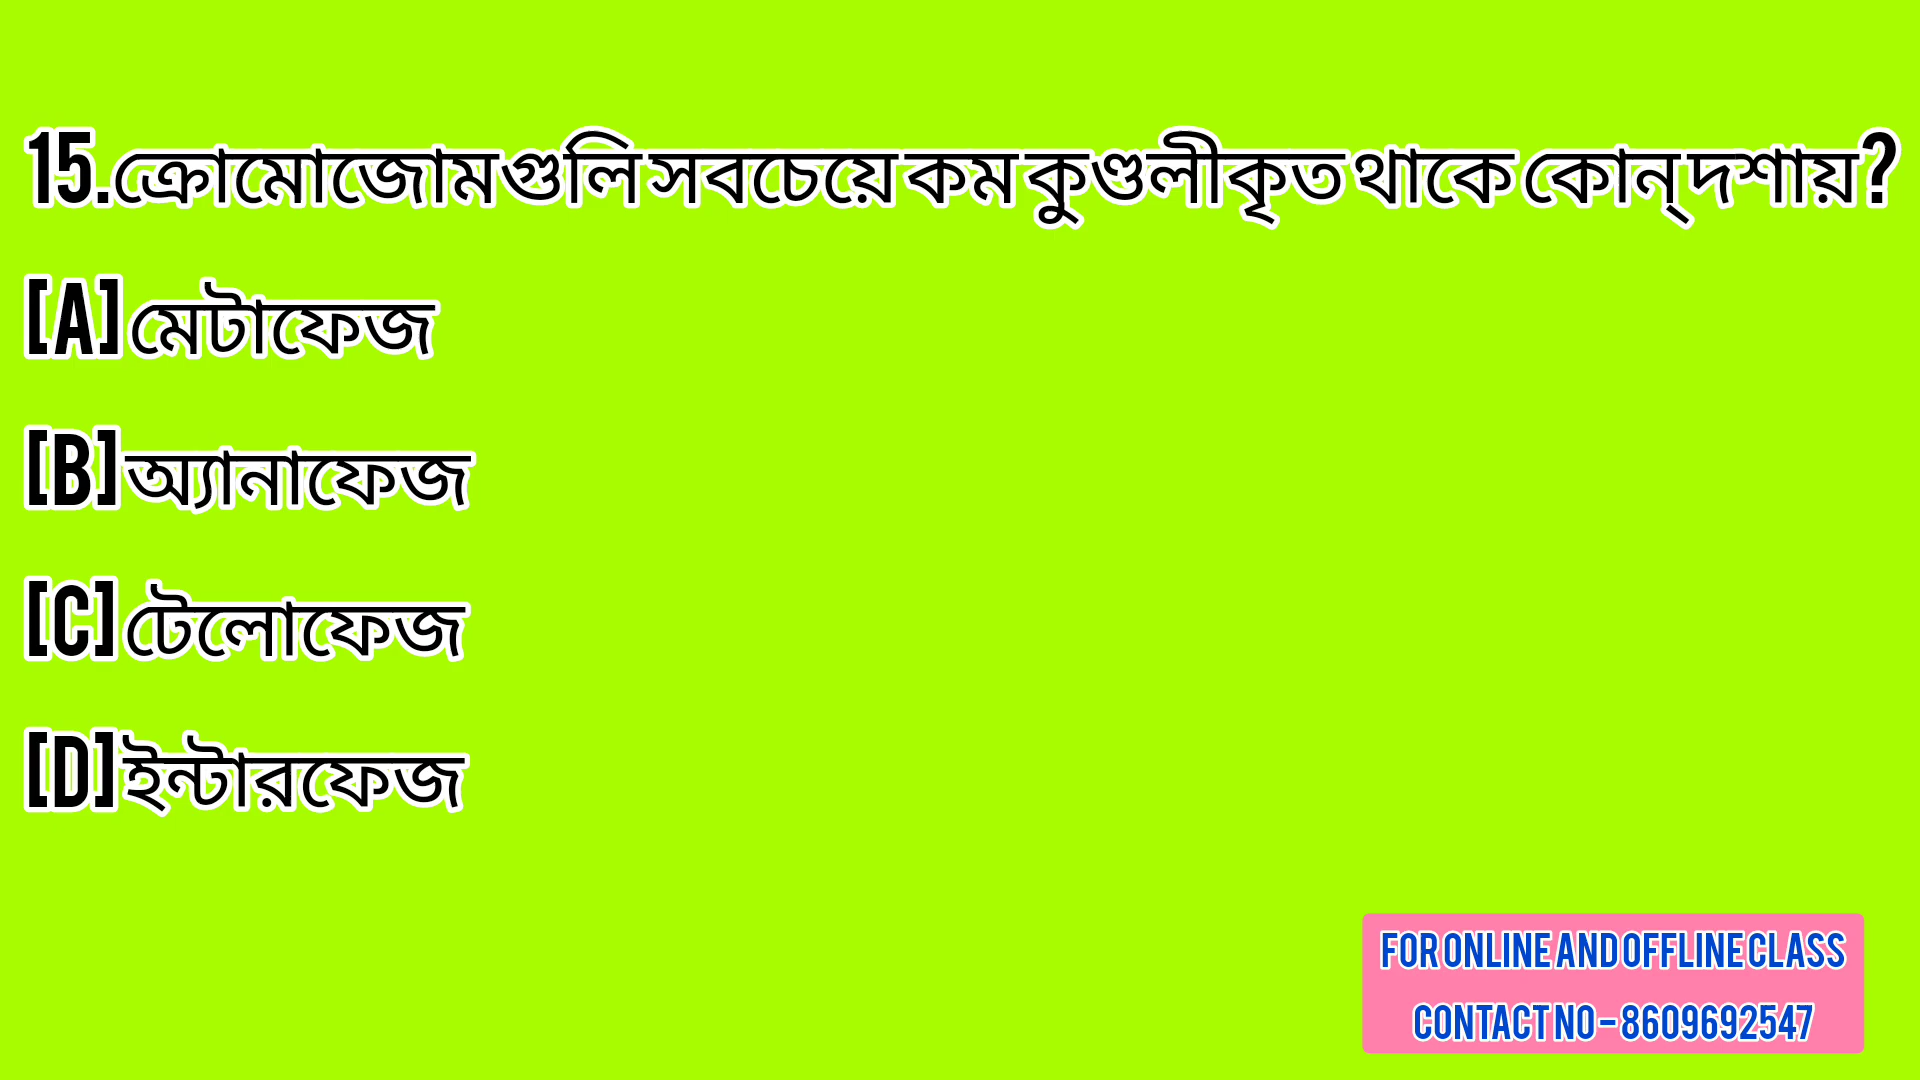 15.ক্রোমোজোমগুলি সবচেয়ে কম কুণ্ডলীকৃত থাকে কোন্ দশায়?
[A] মেটাফেজ
[B] অ্যানাফেজ
[C] টেলোফেজ
[D] ইন্টারফেজ
FOR ONLINE AND OFFLINE CLASS
CONTACT NO – 8609692547